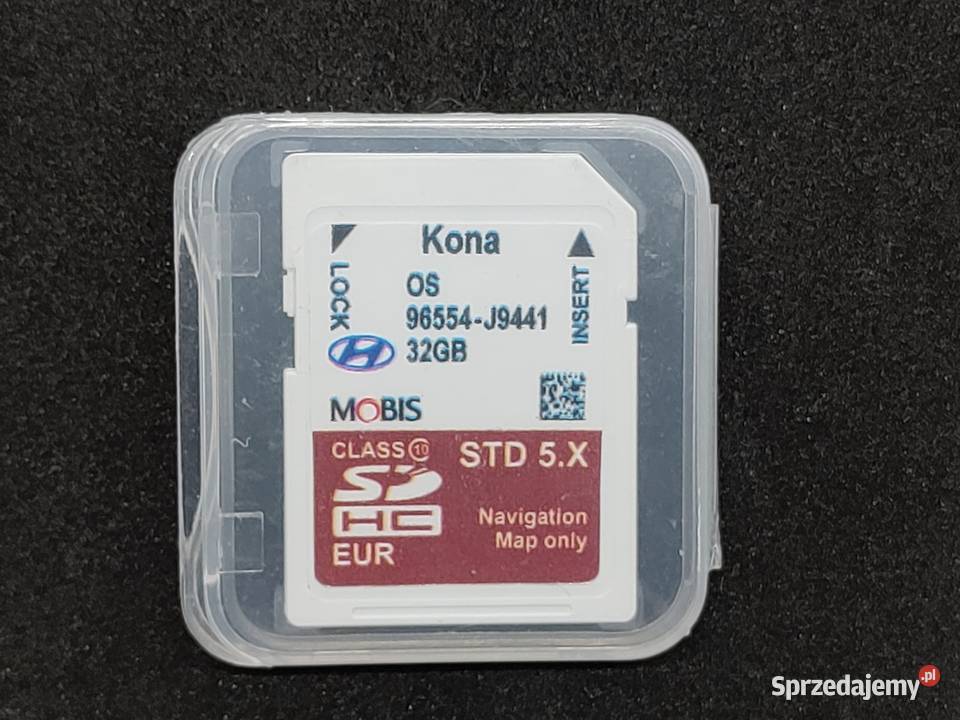 Kona
LOCK
OS
96554-J9441
32GB
INSERT
MOBIS
CLASS 10
STD 5.X
SD
HC
Navigation
Map only
EUR
Sprzedajemy.pl